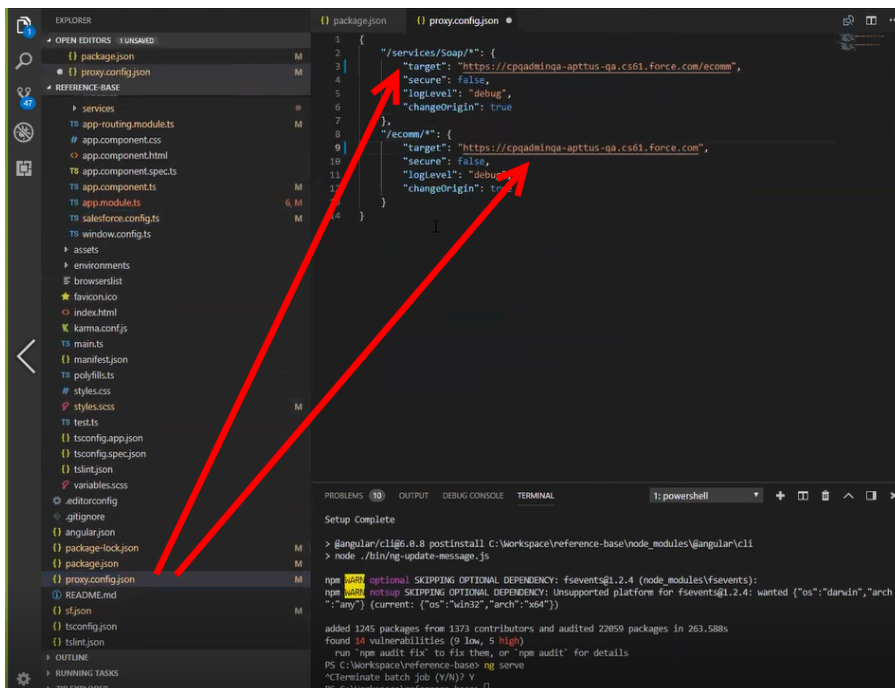 EXPLORER
OPEN EDITORS 1 UNSAVED
{} package.json M
{} proxy.config.json M
REFERENCE-BASE
services
TS app-routing.module.ts M
# app.component.css
<> app.component.html
TS app.component.spec.ts
TS app.component.ts M
TS app.module.ts 6, M
TS salesforce.config.ts M
TS window.config.ts
assets
environments
browserslist
favicon.ico
<> index.html
karma.conf.js
TS main.ts
{} manifest.json
TS polyfills.ts
# styles.css
styles.scss M
TS test.ts
{} tsconfig.app.json
{} tsconfig.spec.json
{} tslint.json
variables.scss
.editorconfig
.gitignore
{} angular.json
{} package-lock.json M
{} package.json M
{} proxy.config.json M
README.md
{} sf.json M
{} tsconfig.json
{} tslint.json
OUTLINE
RUNNING TASKS
1
47
{} package.json {} proxy.config.json
1 {
2 "/services/Soap/*": {
3 "target": "https://cpqadminqa-apttus-qa.cs61.force.com/ecomm",
4 "secure": false,
5 "logLevel": "debug",
6 "changeOrigin": true
7 },
8 "/ecomm/*": {
9 "target": "https://cpqadminqa-apttus-qa.cs61.force.com",
10 "secure": false,
11 "logLevel": "debug",
12 "changeOrigin": true
13 }
14 }
PROBLEMS 10 OUTPUT DEBUG CONSOLE TERMINAL 1: powershell
Setup Complete
> @angular/cli@6.0.8 postinstall C:\Workspace\reference-base\node_modules\@angular\cli
> node ./bin/ng-update-message.js
npm WARN optional SKIPPING OPTIONAL DEPENDENCY: fsevents@1.2.4 (node_modules\fsevents):
npm WARN notsup SKIPPING OPTIONAL DEPENDENCY: Unsupported platform for fsevents@1.2.4: wanted {"os":"darwin","arch
":"any"} (current: {"os":"win32","arch":"x64"})
added 1245 packages from 1373 contributors and audited 22059 packages in 263.588s
found 14 vulnerabilities (9 low, 5 high)
run `npm audit fix` to fix them, or `npm audit` for details
PS C:\Workspace\reference-base> ng serve
^CTerminate batch job (Y/N)? Y